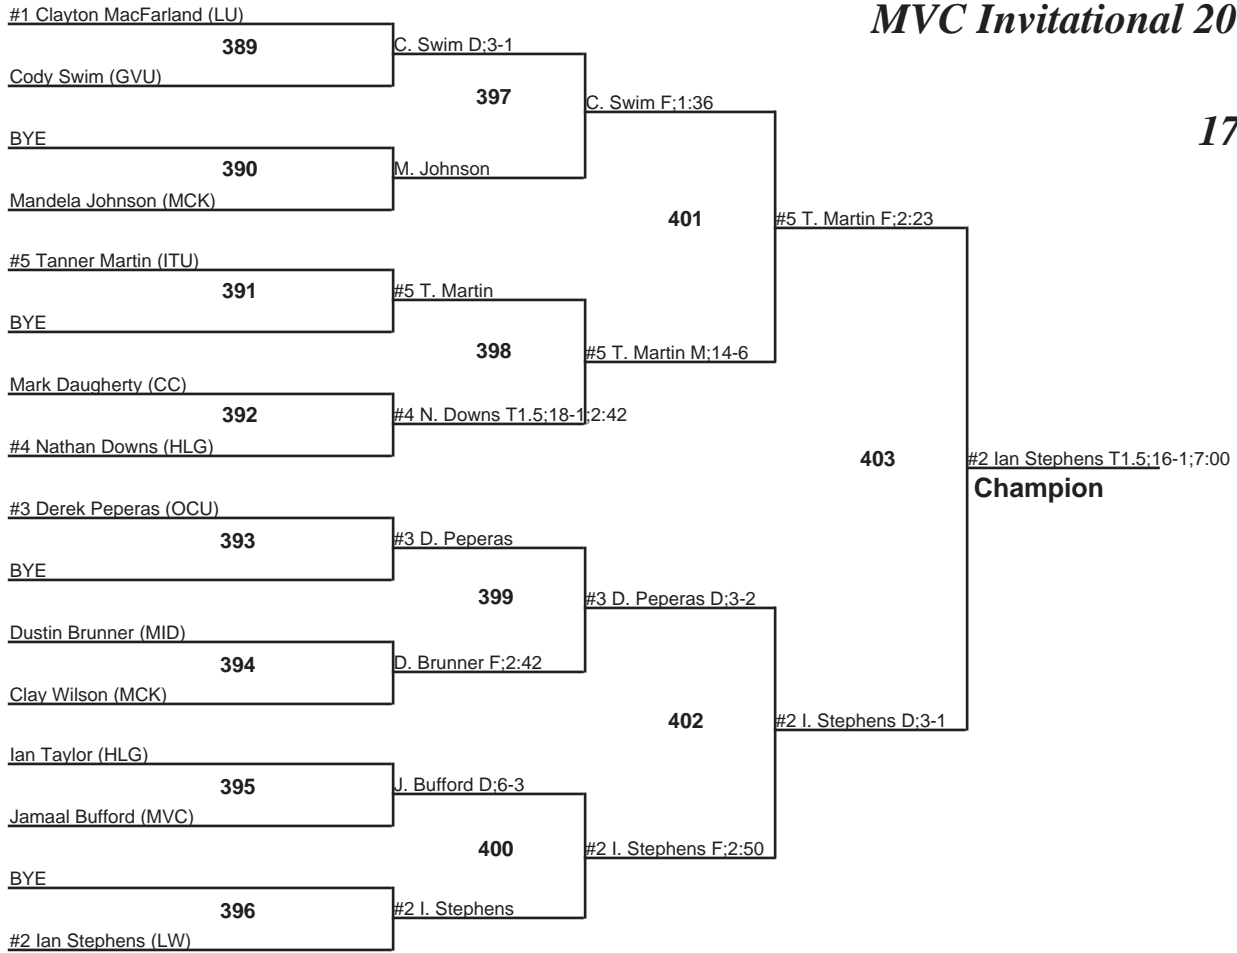 #1 Clayton MacFarland (LU)
MVC Invitational 20
389
C. Swim D;3-1
Cody Swim (GVU)
397
C. Swim F;1:36
BYE
17
390
M. Johnson
Mandela Johnson (MCK)
401
#5 T. Martin F;2:23
#5 Tanner Martin (ITU)
391
#5 T. Martin
BYE
398
#5 T. Martin M;14-6
Mark Daugherty (CC)
392
#4 N. Downs T1.5;18-1;2:42
#4 Nathan Downs (HLG)
403
#2 Ian Stephens T1.5;16-1;7:00
Champion
#3 Derek Peperas (OCU)
393
#3 D. Peperas
BYE
399
#3 D. Peperas D;3-2
Dustin Brunner (MID)
394
D. Brunner F;2:42
Clay Wilson (MCK)
402
#2 I. Stephens D;3-1
Ian Taylor (HLG)
395
J. Bufford D;6-3
Jamaal Bufford (MVC)
400
#2 I. Stephens F;2:50
BYE
396
#2 I. Stephens
#2 Ian Stephens (LW)